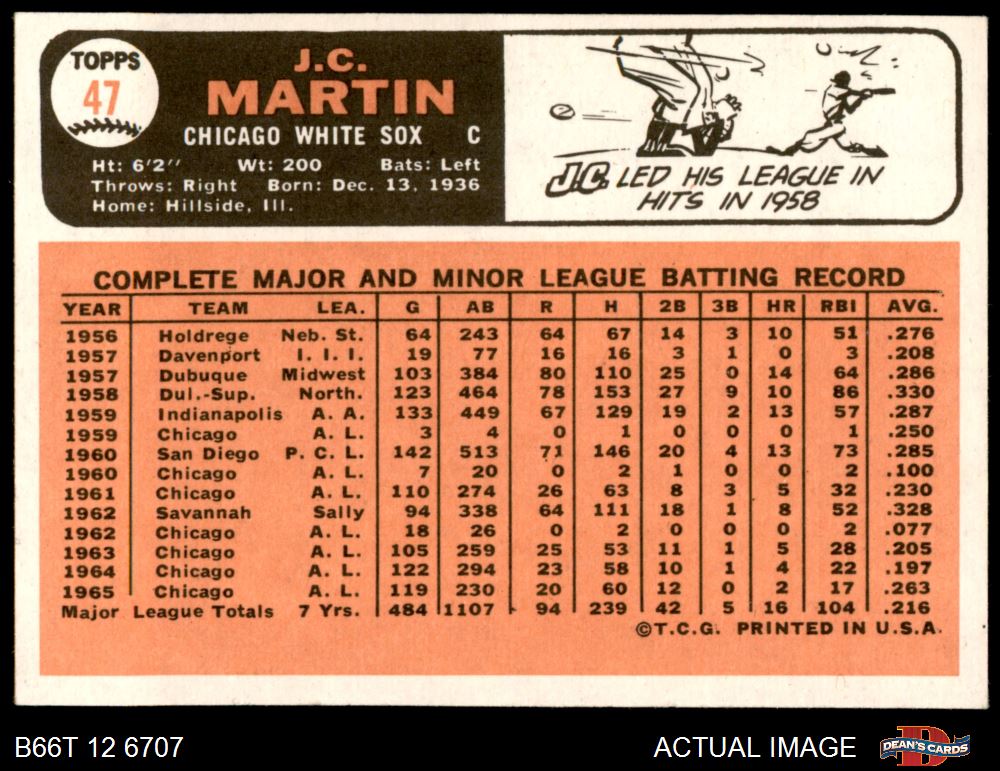 TOPPS
47
J.C.
MARTIN
CHICAGO WHITE SOX C
Ht: 6'2'' Wt: 200 Bats: Left
Throws: Right Born: Dec. 13, 1936
Home: Hillside, Ill.
J.C. LED HIS LEAGUE IN
HITS IN 1958
COMPLETE MAJOR AND MINOR LEAGUE BATTING RECORD
YEAR TEAM LEA. G AB R H 2B 3B HR RBI AVG.
1956 Holdrege Neb. St. 64 243 64 67 14 3 10 51 .276
1957 Davenport I. I. I. 19 77 16 16 3 1 0 3 .208
1957 Dubuque Midwest 103 384 80 110 25 0 14 64 .286
1958 Dul.-Sup. North. 123 464 78 153 27 9 10 86 .330
1959 Indianapolis A. A. 133 449 67 129 19 2 13 57 .287
1959 Chicago A. L. 3 4 0 1 0 0 0 1 .250
1960 San Diego P. C. L. 142 513 71 146 20 4 13 73 .285
1960 Chicago A. L. 7 20 0 2 1 0 0 2 .100
1961 Chicago A. L. 110 274 26 63 8 3 5 32 .230
1962 Savannah Sally 94 338 64 111 18 1 8 52 .328
1962 Chicago A. L. 18 26 0 2 0 0 0 2 .077
1963 Chicago A. L. 105 259 25 53 11 1 5 28 .205
1964 Chicago A. L. 122 294 23 58 10 1 4 22 .197
1965 Chicago A. L. 119 230 20 60 12 0 2 17 .263
Major League Totals 7 Yrs. 484 1107 94 239 42 5 16 104 .216
©T.C.G. PRINTED IN U.S.A.
B66T 12 6707
ACTUAL IMAGE
D
DEAN'S CARDS